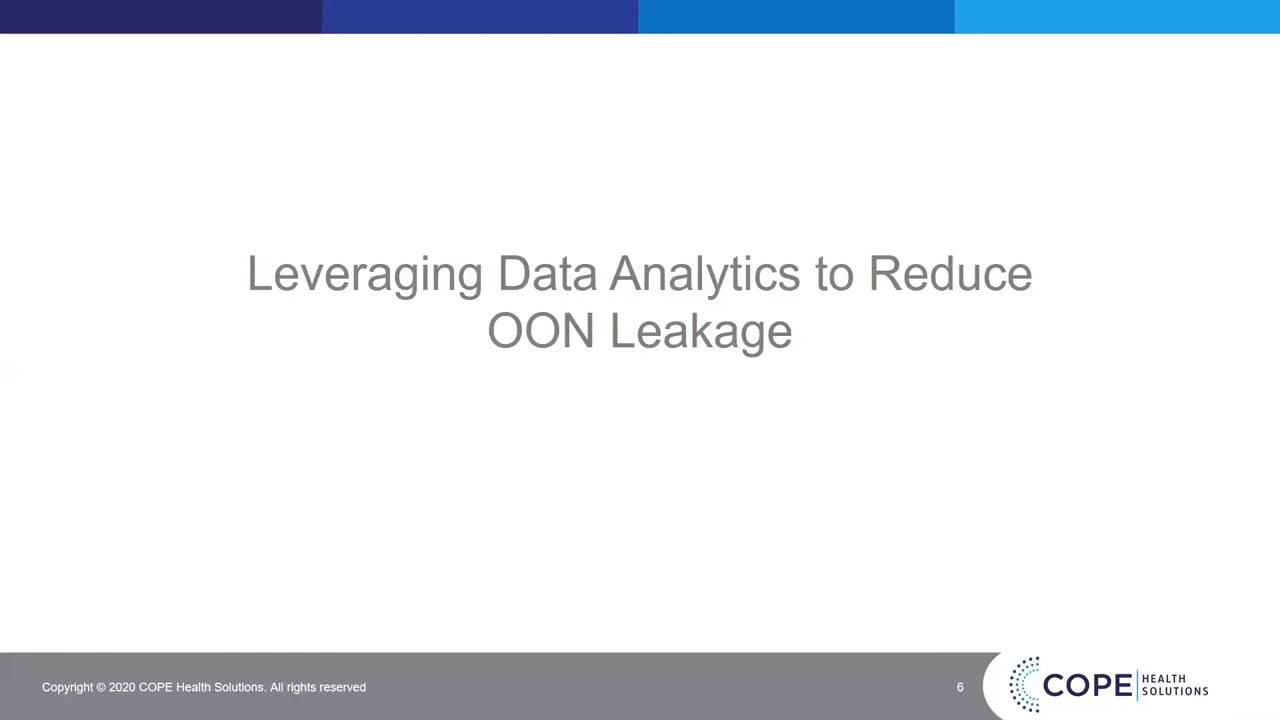 Leveraging Data Analytics to Reduce
OON Leakage
Copyright © 2020 COPE Health Solutions. All rights reserved
6
COPE HEALTH
SOLUTIONS